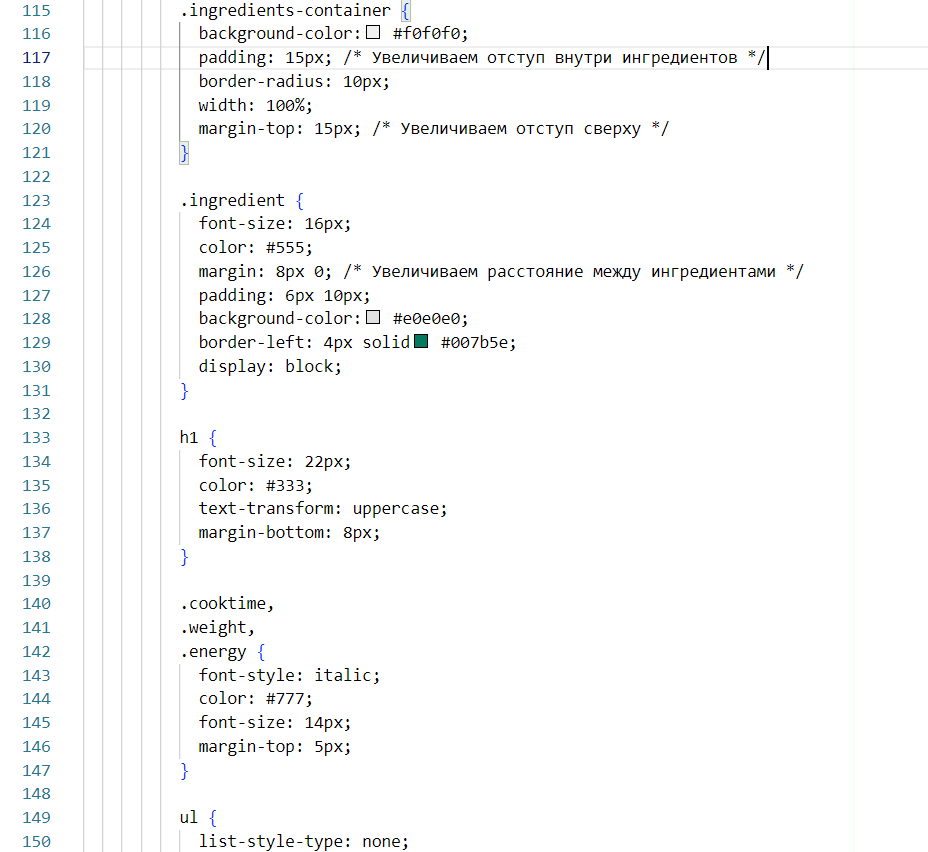 115 .ingredients-container {
116 background-color: #f0f0f0;
117 padding: 15px; /* Увеличиваем отступ внутри ингредиентов */
118 border-radius: 10px;
119 width: 100%;
120 margin-top: 15px; /* Увеличиваем отступ сверху */
121 }
122
123 .ingredient {
124 font-size: 16px;
125 color: #555;
126 margin: 8px 0; /* Увеличиваем расстояние между ингредиентами */
127 padding: 6px 10px;
128 background-color: #e0e0e0;
129 border-left: 4px solid #007b5e;
130 display: block;
131 }
132
133 h1 {
134 font-size: 22px;
135 color: #333;
136 text-transform: uppercase;
137 margin-bottom: 8px;
138 }
139
140 .cooktime,
141 .weight,
142 .energy {
143 font-style: italic;
144 color: #777;
145 font-size: 14px;
146 margin-top: 5px;
147 }
148
149 ul {
150 list-style-type: none;